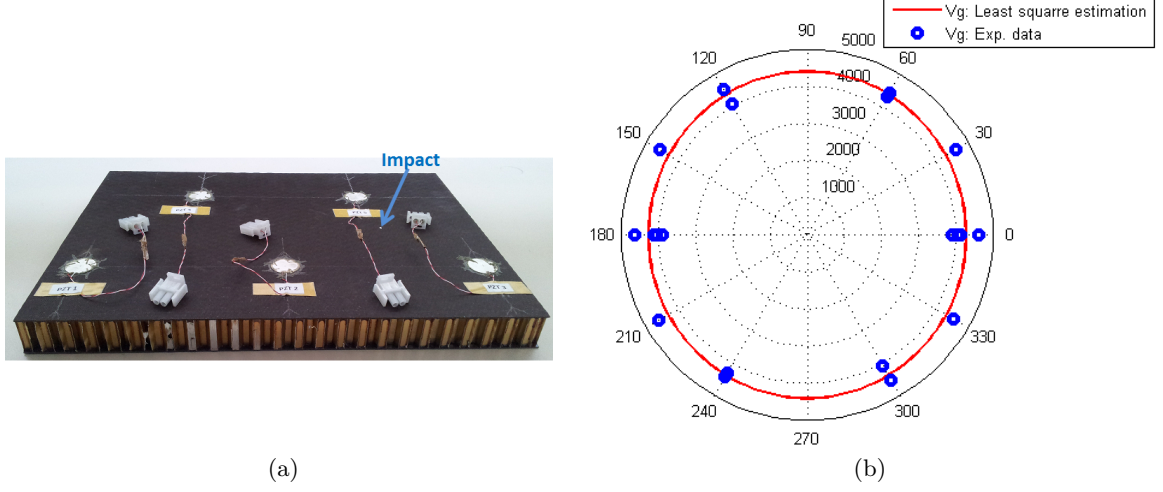 Impact
PZT 1
PZT 2
PZT 3
Vg: Least squarre estimation
Vg: Exp. data
90
5000
120
60
4000
3000
150
30
2000
1000
180
0
210
330
240
300
270
(a)
(b)